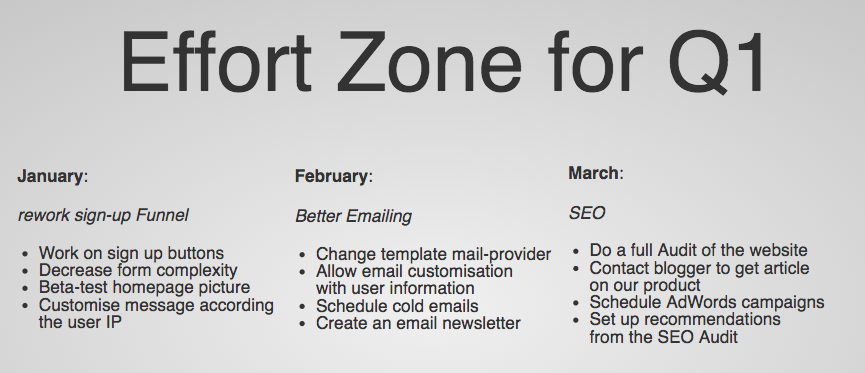 Effort Zone for Q1
January:
rework sign-up Funnel
• Work on sign up buttons
• Decrease form complexity
• Beta-test homepage picture
• Customise message according
the user IP
February:
Better Emailing
• Change template mail-provider
• Allow email customisation
with user information
• Schedule cold emails
• Create an email newsletter
March:
SEO
• Do a full Audit of the website
• Contact blogger to get article
on our product
• Schedule AdWords campaigns
• Set up recommendations
from the SEO Audit